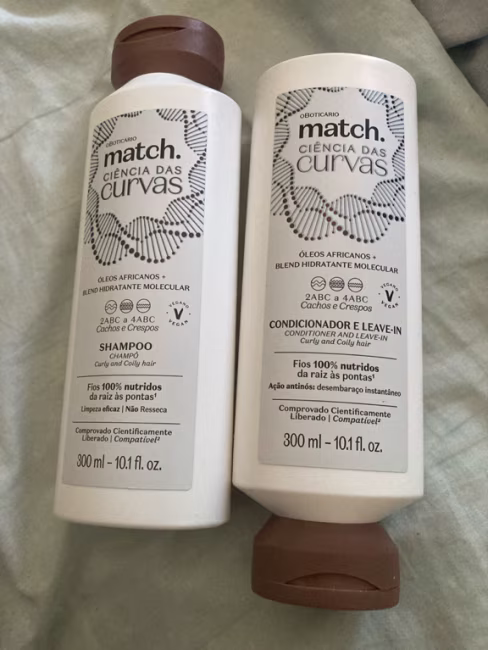 oBOTICÁRIO
match.
CIÊNCIA DAS
curvas
ÓLEOS AFRICANOS +
BLEND HIDRATANTE MOLECULAR
VEGANO
V
VEGAN
2ABC a 4ABC
Cachos e Crespos
SHAMPOO
CHAMPÔ
Curly and Coily hair
Fios 100% nutridos
da raiz às pontas¹
Limpeza eficaz | Não Resseca
Comprovado Cientificamente
Liberado | Compatível²
300 ml – 10.1 fl. oz.
oBOTICÁRIO
match.
CIÊNCIA DAS
curvas
ÓLEOS AFRICANOS +
BLEND HIDRATANTE MOLECULAR
VEGANO
V
VEGAN
2ABC a 4ABC
Cachos e Crespos
CONDICIONADOR E LEAVE-IN
CONDITIONER AND LEAVE-IN
Curly and Coily hair
Fios 100% nutridos
da raiz às pontas¹
Ação antinós: desembaraço instantâneo
Comprovado Cientificamente
Liberado | Compatível²
300 ml – 10.1 fl. oz.